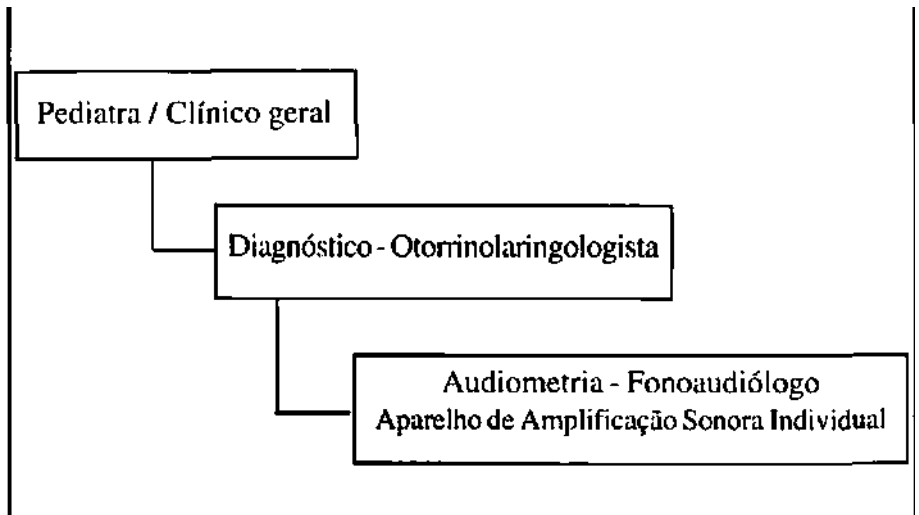 Pediatra / Clínico geral
Diagnóstico - Otorrinolaringologista
Audiometria - Fonoaudiólogo
Aparelho de Amplificação Sonora Individual